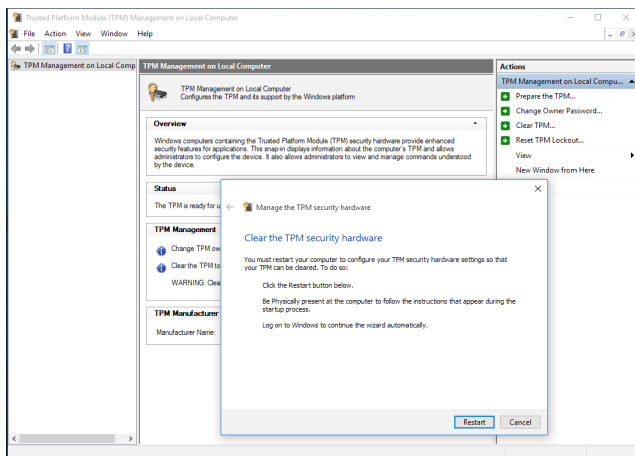 Trusted Platform Module (TPM) Management on Local Computer
File Action View Window Help
TPM Management on Local Comp
TPM Management on Local Computer
TPM Management on Local Computer
Configures the TPM and its support by the Windows platform
Overview
Windows computers containing the Trusted Platform Module (TPM) security hardware provide enhanced
security features for applications. This snap-in displays information about the computer's TPM and allows
administrators to configure the device. It also allows administrators to view and manage commands understood
by the device.
Status
The TPM is ready for u
TPM Management
Change TPM ow
Clear the TPM to
WARNING: Clea
TPM Manufacturer
Manufacturer Name:
Actions
TPM Management on Local Compu...
Prepare the TPM...
Change Owner Password...
Clear TPM...
Reset TPM Lockout...
View
New Window from Here
Manage the TPM security hardware
Clear the TPM security hardware
You must restart your computer to configure your TPM security hardware settings so that
your TPM can be cleared. To do so:
Click the Restart button below.
Be Physically present at the computer to follow the instructions that appear during the
startup process.
Log on to Windows to continue the wizard automatically.
Restart
Cancel